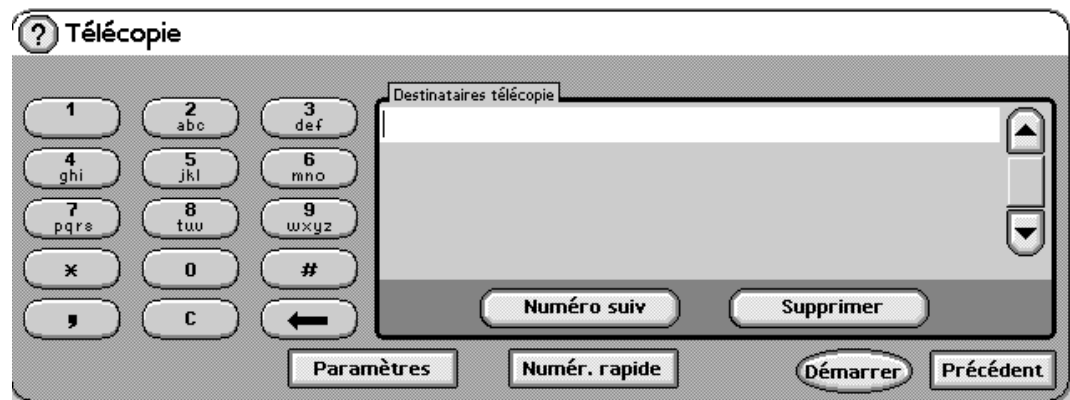 ? Télécopie
Destinataires télécopie
1
2
abc
3
def
4
ghi
5
jkl
6
mno
7
pqrs
8
tuv
9
wxyz
*
0
#
,
C
Numéro suiv
Supprimer
Paramètres
Numér. rapide
Démarrer
Précédent